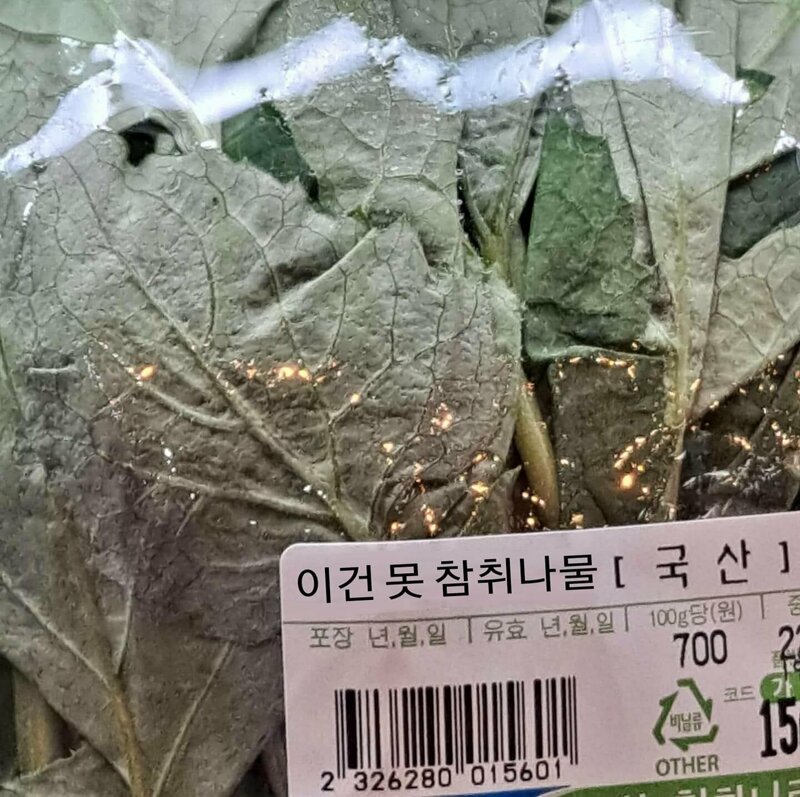 이건 못 참취나물 [ 국 산 ]
포장 년,월,일 유효 년,월,일 100g당(원)
700
코드
비닐류
OTHER
2 326280 015601